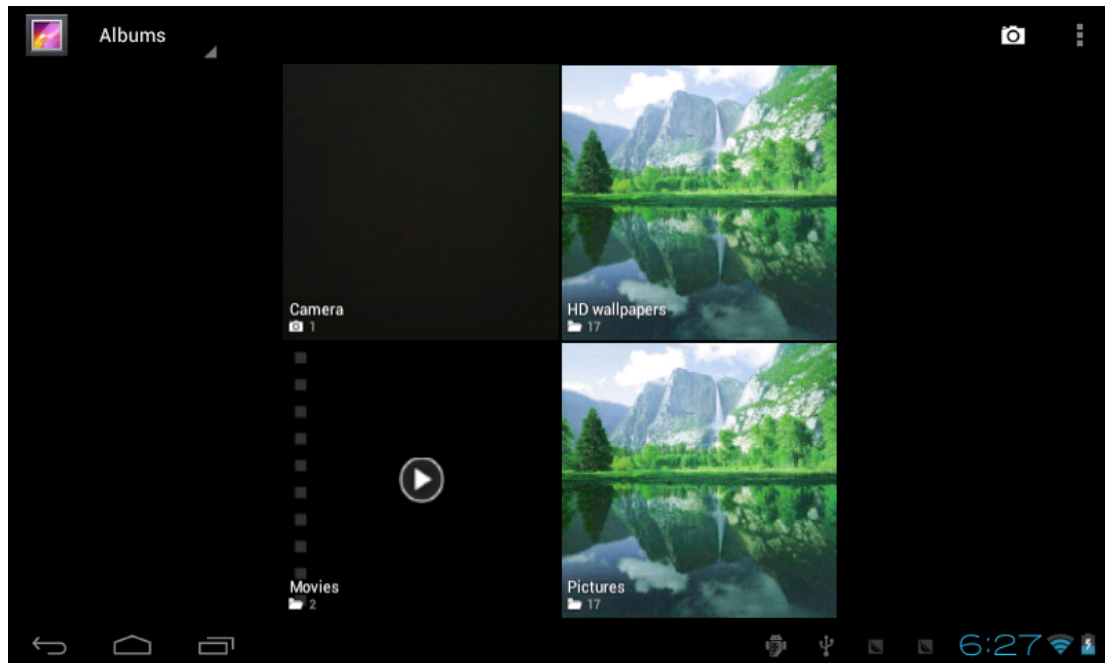 Albums
Camera
1
HD wallpapers
17
Movies
2
Pictures
17
6:27